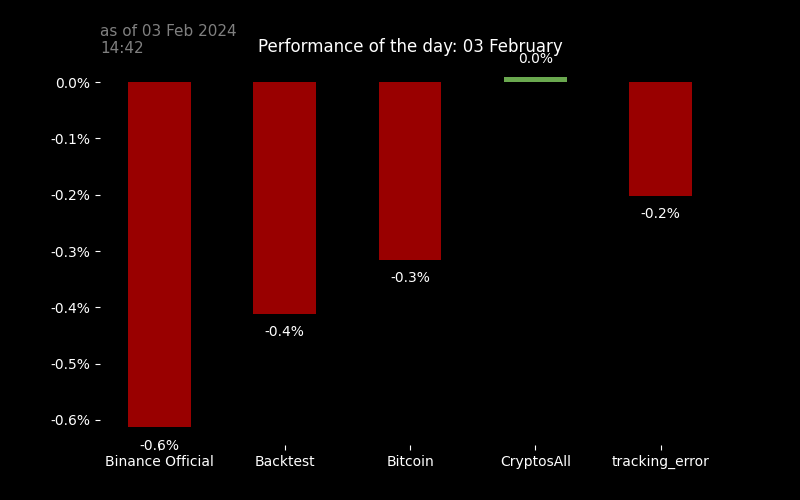 as of 03 Feb 2024
14:42
Performance of the day: 03 February
0.0%
0.0%
-0.1%
-0.2%
-0.2%
-0.3%
-0.3%
-0.4%
-0.4%
-0.5%
-0.6%
-0.6%
Binance Official
Backtest
Bitcoin
CryptosAll
tracking_error